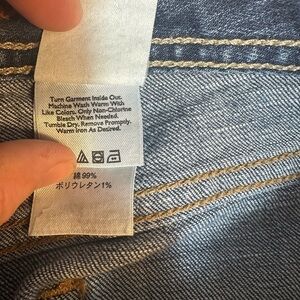 Turn Garment Inside Out.
Machine Wash Warm With
Like Colors. Only Non-Chlorine
Bleach When Needed.
Tumble Dry. Remove Promptly.
Warm Iron As Desired.
綿99%
ポリウレタン1%